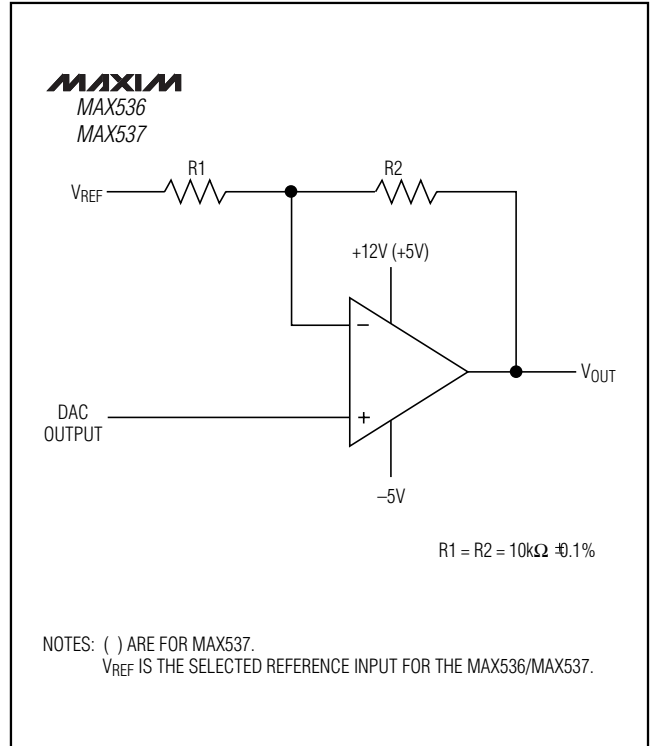 MAXIM
MAX536
MAX537
R1
R2
VREF
+12V (+5V)
−
VOUT
DAC
OUTPUT
+
–5V
R1 = R2 = 10kΩ ±0.1%
NOTES: ( ) ARE FOR MAX537.
VREF IS THE SELECTED REFERENCE INPUT FOR THE MAX536/MAX537.